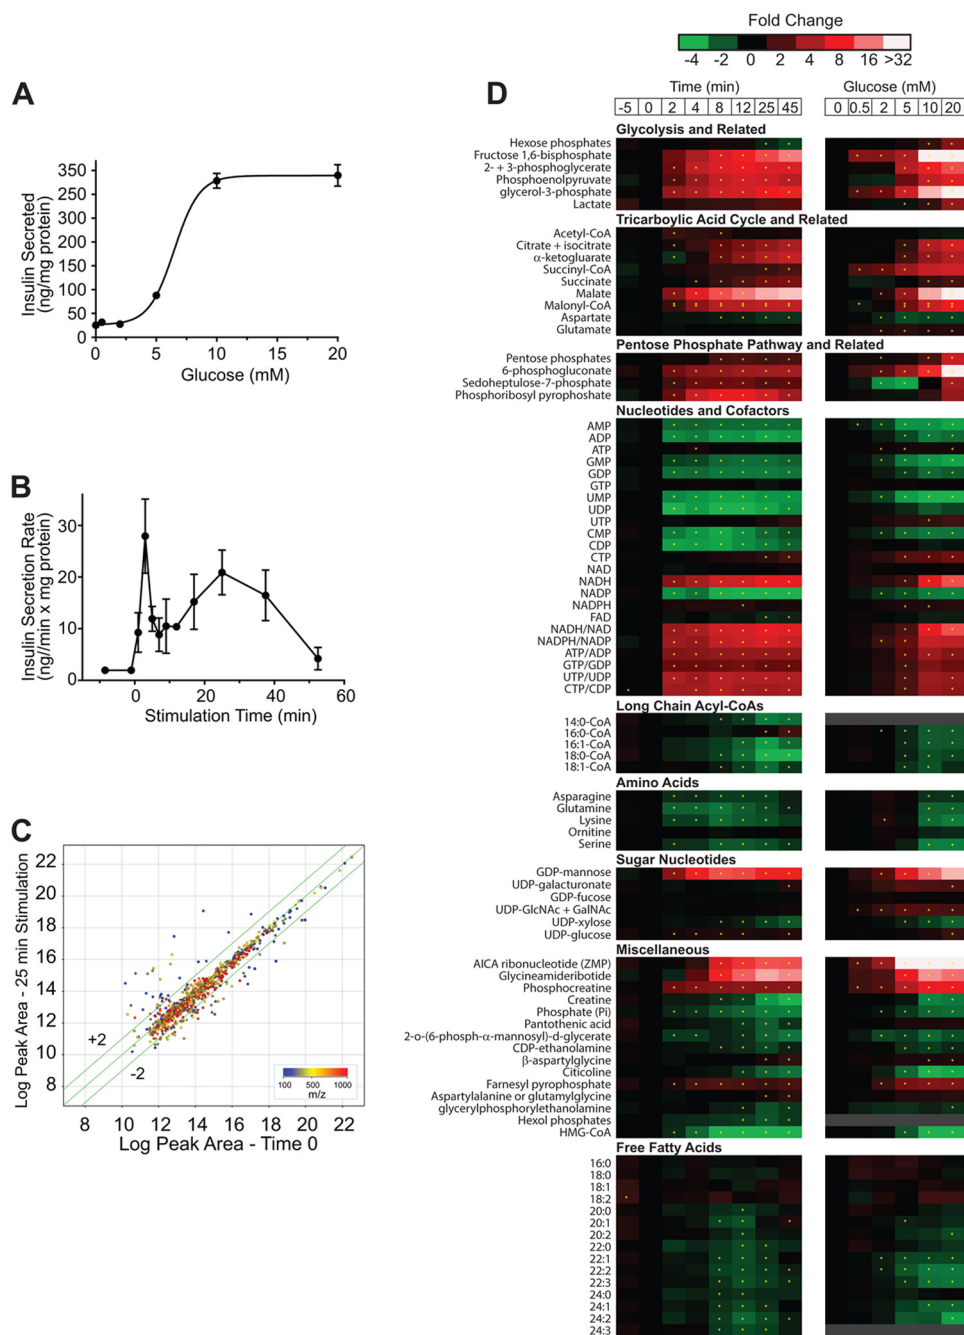 Fold Change
-4 -2 0 2 4 8 16 >32
A
350
300
250
200
150
100
50
0
Insulin Secreted
(ng/mg protein)
0 5 10 15 20
Glucose (mM)
B
30
20
10
0
Insulin Secretion Rate
(ng//min x mg protein)
0 20 40 60
Stimulation Time (min)
C
22
20
18
16
14
12
10
8
Log Peak Area - 25 min Stimulation
+2
-2
100 500 1000
m/z
8 10 12 14 16 18 20 22
Log Peak Area - Time 0
D
Time (min)
-5 0 2 4 8 12 25 45
Glucose (mM)
0 0.5 2 5 10 20
Glycolysis and Related
Hexose phosphates
Fructose 1,6-bisphosphate
2- + 3-phosphoglycerate
Phosphoenolpyruvate
glycerol-3-phosphate
Lactate
Tricarboylic Acid Cycle and Related
Acetyl-CoA
Citrate + isocitrate
α-ketogluarate
Succinyl-CoA
Succinate
Malate
Malonyl-CoA
Aspartate
Glutamate
Pentose Phosphate Pathway and Related
Pentose phosphates
6-phosphogluconate
Sedoheptulose-7-phosphate
Phosphoribosyl pyrophoshate
Nucleotides and Cofactors
AMP
ADP
ATP
GMP
GDP
GTP
UMP
UDP
UTP
CMP
CDP
CTP
NAD
NADH
NADP
NADPH
FAD
NADH/NAD
NADPH/NADP
ATP/ADP
GTP/GDP
UTP/UDP
CTP/CDP
Long Chain Acyl-CoAs
14:0-CoA
16:0-CoA
16:1-CoA
18:0-CoA
18:1-CoA
Amino Acids
Asparagine
Glutamine
Lysine
Ornitine
Serine
Sugar Nucleotides
GDP-mannose
UDP-galacturonate
GDP-fucose
UDP-GlcNAc + GalNAc
UDP-xylose
UDP-glucose
Miscellaneous
AICA ribonucleotide (ZMP)
Glycineamideribotide
Phosphocreatine
Creatine
Phosphate (Pi)
Pantothenic acid
2-o-(6-phosph-α-mannosyl)-d-glycerate
CDP-ethanolamine
β-aspartylglycine
Citicoline
Farnesyl pyrophosphate
Aspartylalanine or glutamylglycine
glycerylphosphorylethanolamine
Hexol phosphates
HMG-CoA
Free Fatty Acids
16:0
18:0
18:1
18:2
20:0
20:1
20:2
22:0
22:1
22:2
22:3
24:0
24:1
24:2
24:3